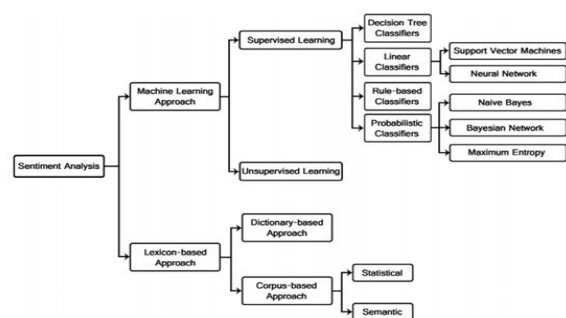 Decision Tree
Classifiers
Supervised Learning
Linear
Classifiers
Support Vector Machines
Neural Network
Machine Learning
Approach
Rule-based
Classifiers
Naive Bayes
Probabilistic
Classifiers
Bayesian Network
Maximum Entropy
Sentiment Analysis
Unsupervised Learning
Dictionary-based
Approach
Lexicon-based
Approach
Statistical
Corpus-based
Approach
Semantic